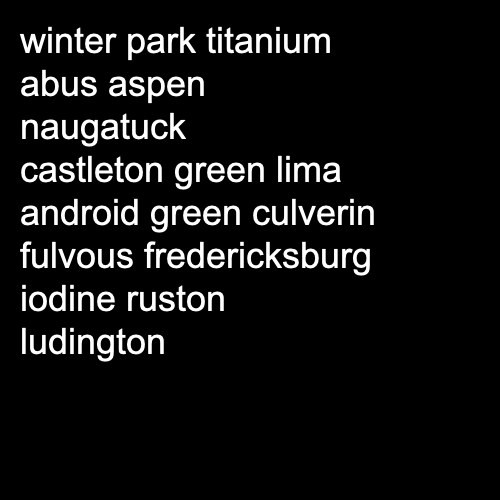 winter park titanium
abus aspen
naugatuck
castleton green lima
android green culverin
fulvous fredericksburg
iodine ruston
ludington